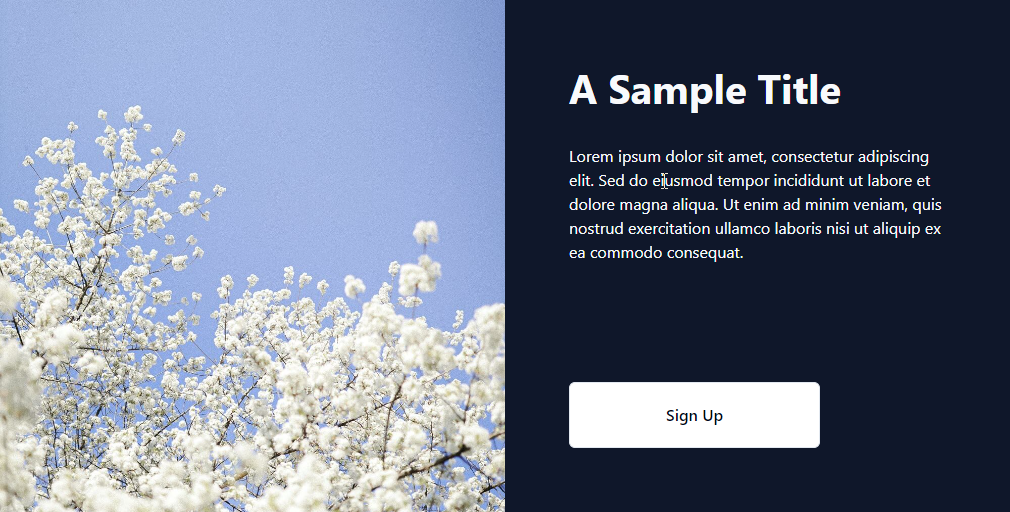 A Sample Title
Lorem ipsum dolor sit amet, consectetur adipiscing
elit. Sed do eiusmod tempor incididunt ut labore et
dolore magna aliqua. Ut enim ad minim veniam, quis
nostrud exercitation ullamco laboris nisi ut aliquip ex
ea commodo consequat.
Sign Up